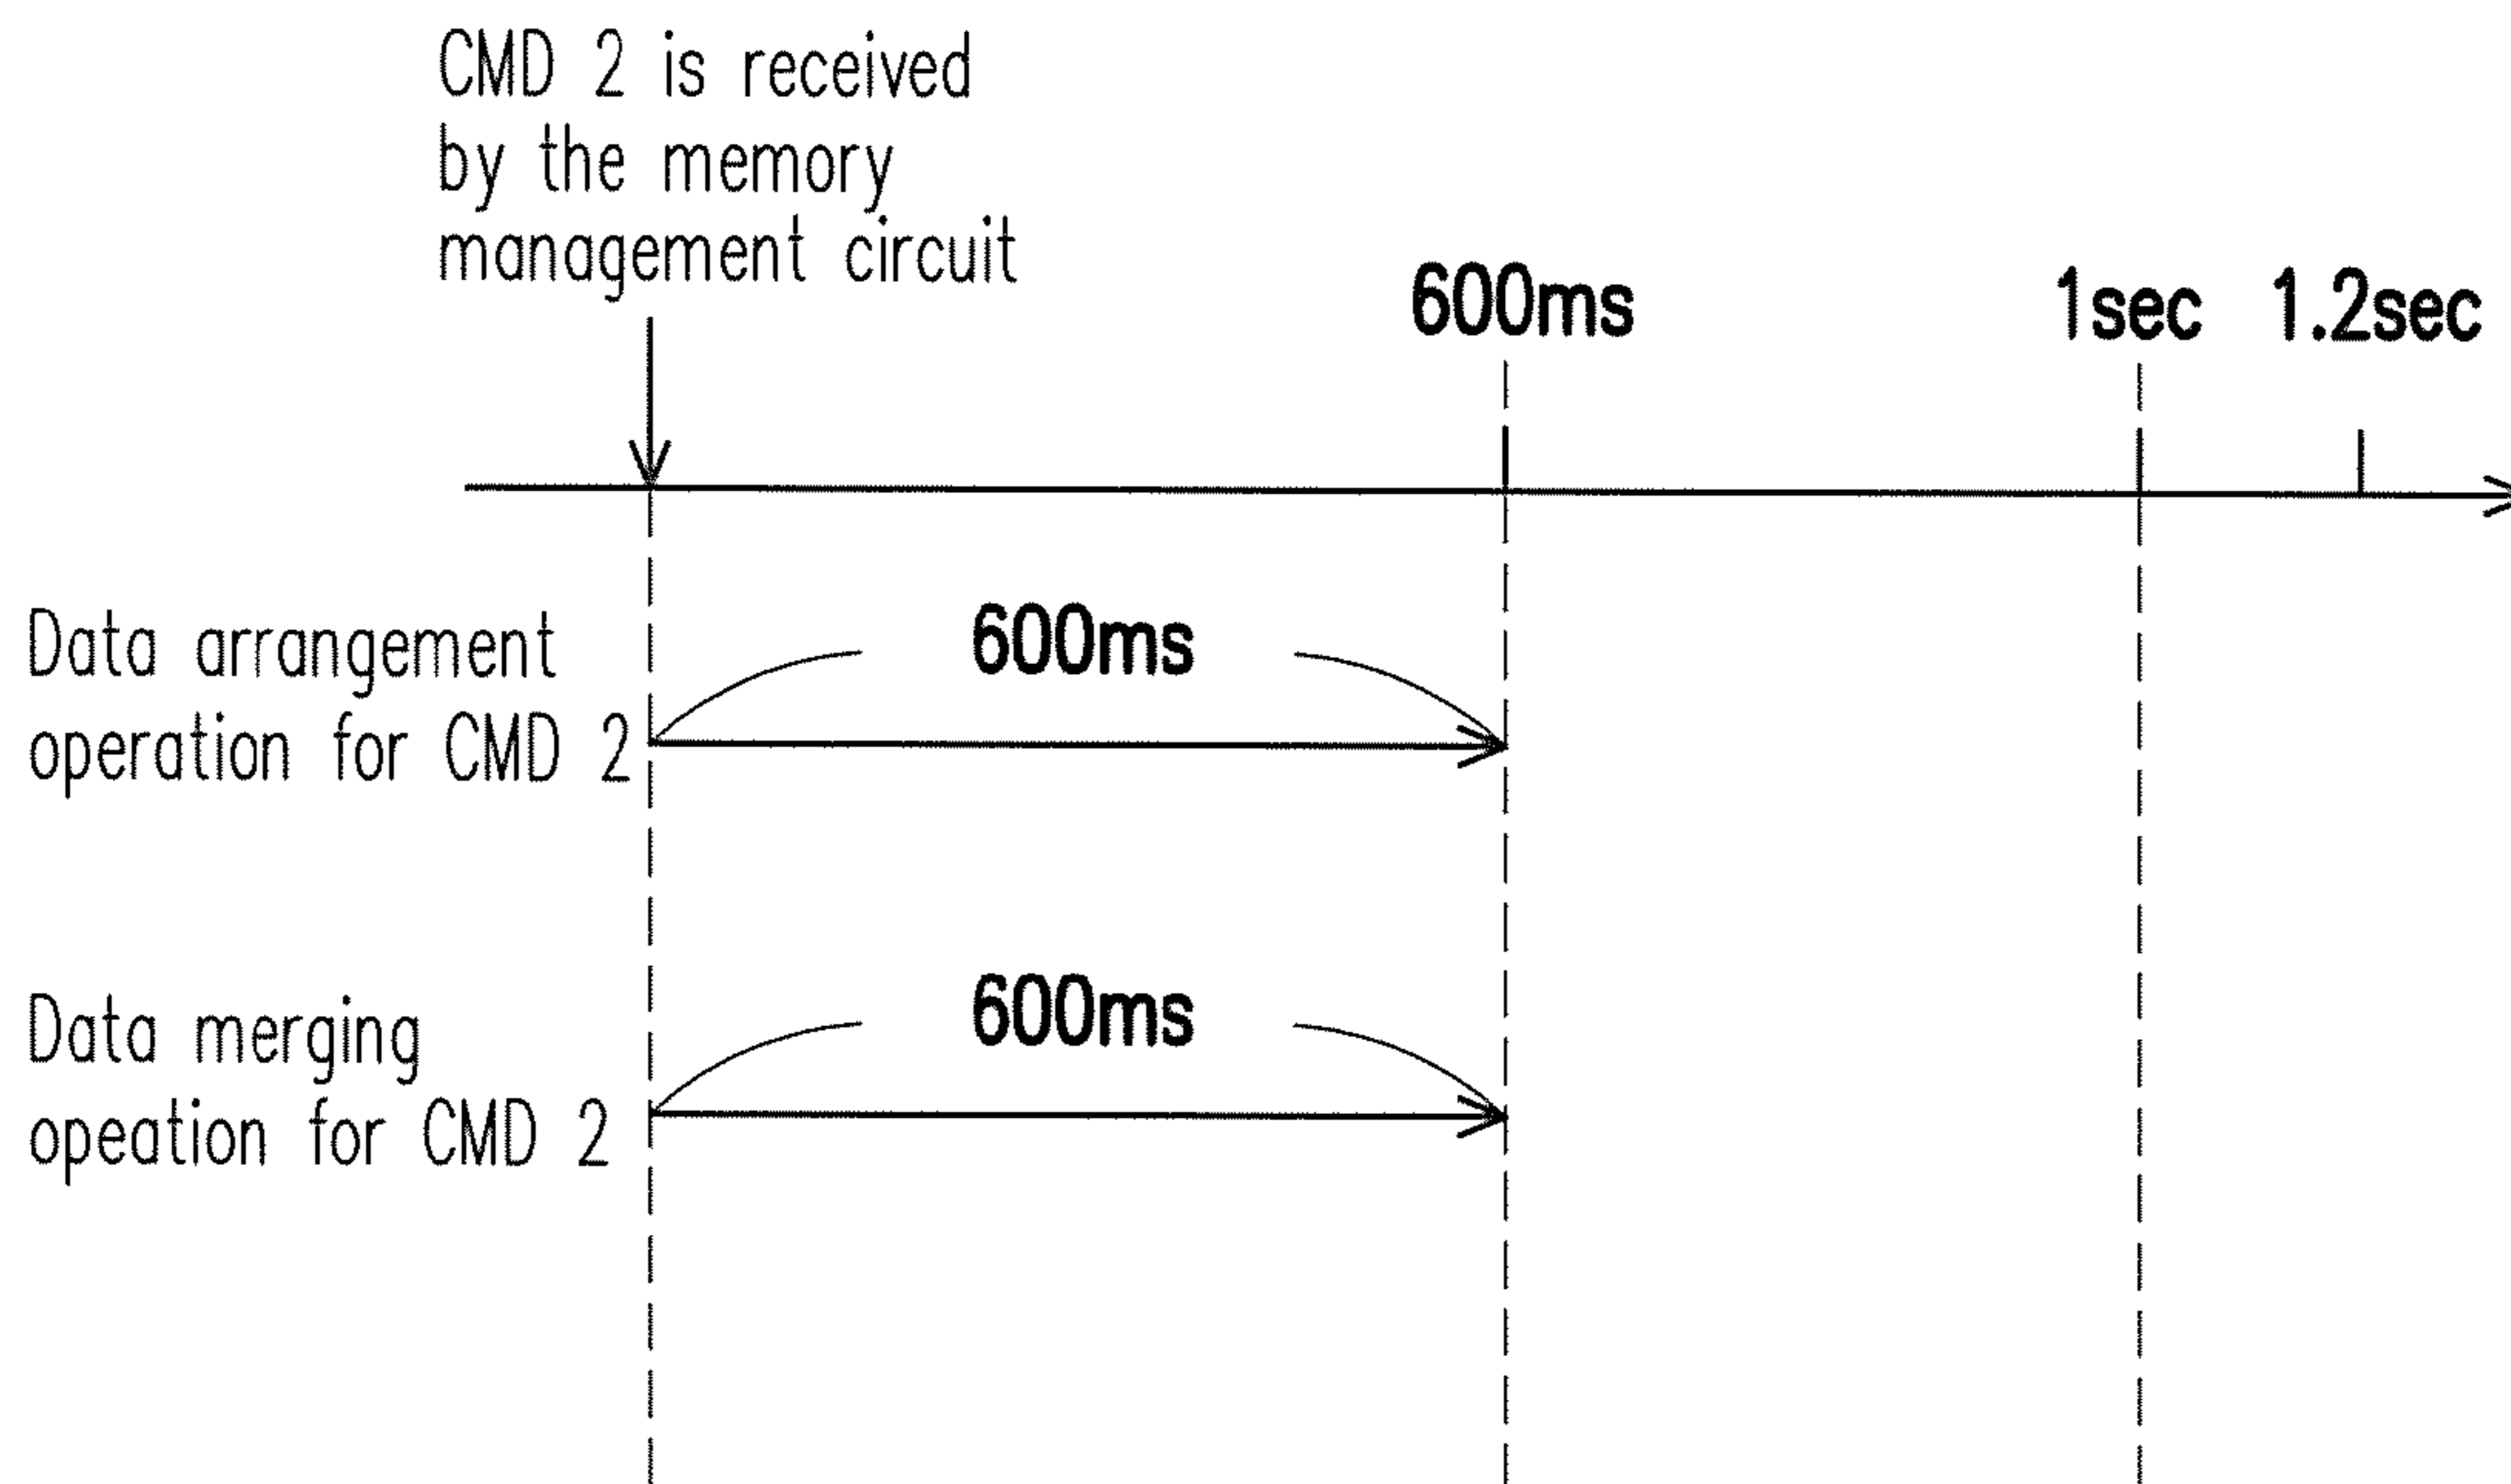 CMD 2 is received
by the memory
management circuit
600ms
1sec
1.2sec
Data arrangement
operation for CMD 2
600ms
Data merging
opeation for CMD 2
600ms